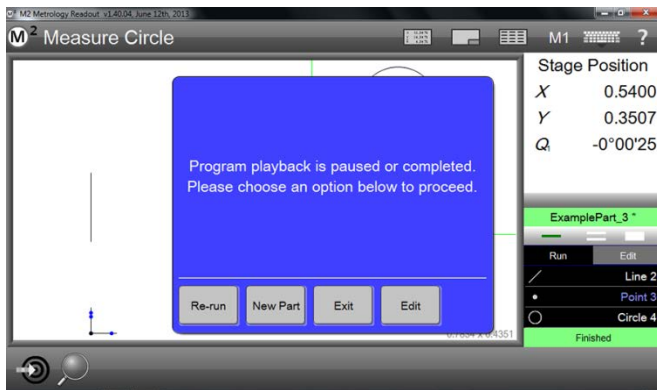 M² Metrology Readout v1.40.04, June 12th, 2013
M² Measure Circle
M1 ?
Stage Position
X 0.5400
Y 0.3507
Q₁ -0°00'25
Program playback is paused or completed.
Please choose an option below to proceed.
Re-run New Part Exit Edit
ExamplePart_3 *
Run Edit
Line 2
Point 3
Circle 4
Finished